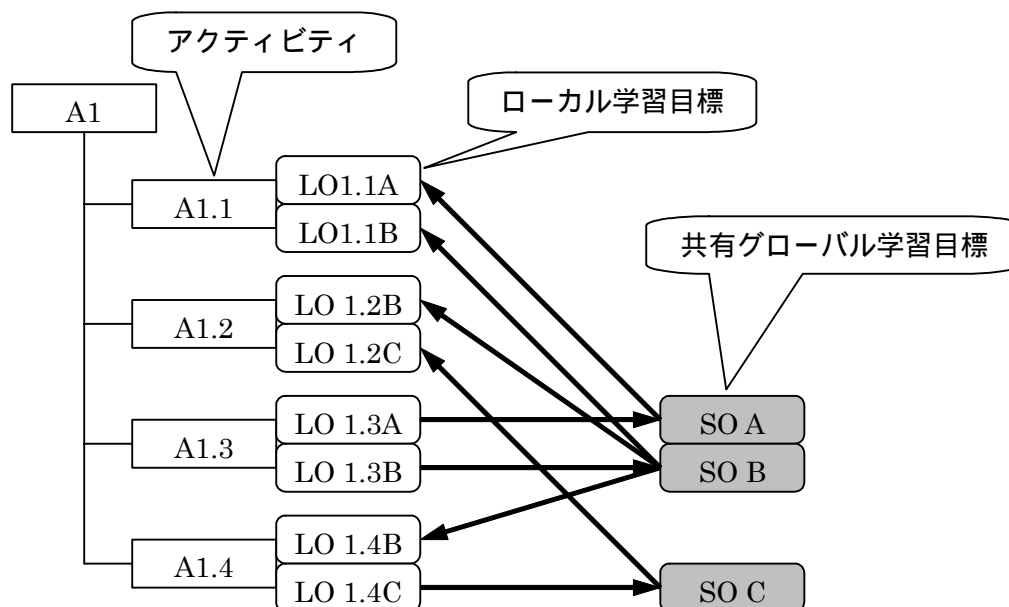 アクティビティ
ローカル学習目標
A1
LO1.1A
A1.1
LO1.1B
共有グローバル学習目標
LO 1.2B
A1.2
LO 1.2C
LO 1.3A
SO A
A1.3
LO 1.3B
SO B
LO 1.4B
A1.4
LO 1.4C
SO C